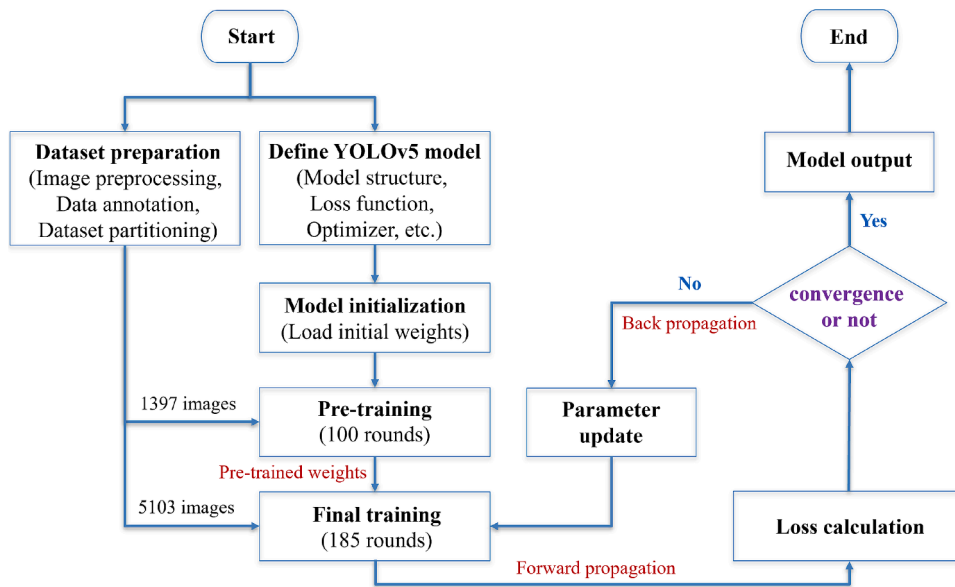 Start
End
Dataset preparation
(Image preprocessing,
Data annotation,
Dataset partitioning)
Define YOLOv5 model
(Model structure,
Loss function,
Optimizer, etc.)
Model output
Yes
Model initialization
(Load initial weights)
No
convergence
or not
Back propagation
1397 images
Pre-training
(100 rounds)
Parameter
update
Pre-trained weights
5103 images
Final training
(185 rounds)
Loss calculation
Forward propagation